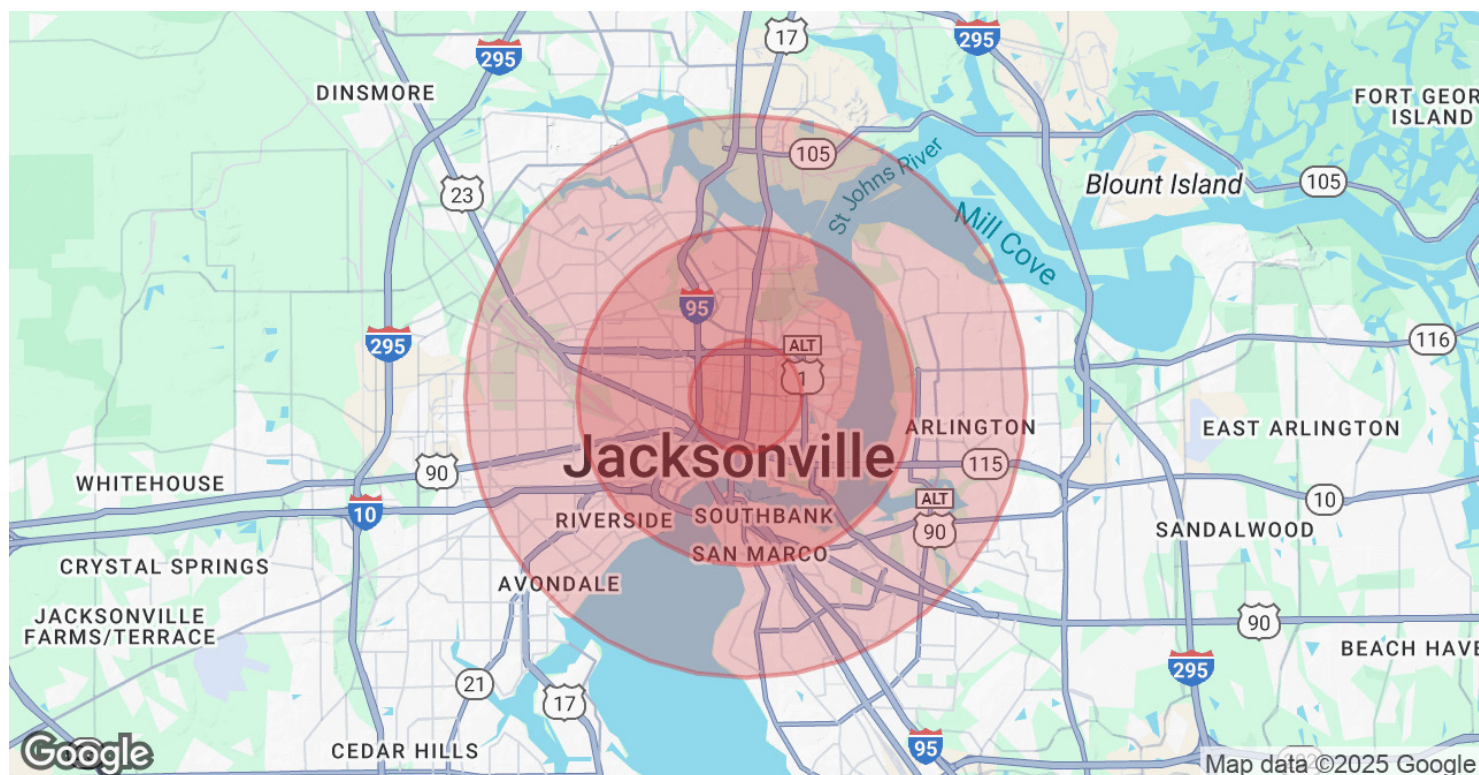 17
295
295
DINSMORE
FORT GEOR
ISLAND
105
St Johns River
23
Blount Island
105
Mill Cove
95
295
ALT
1
116
ARLINGTON
EAST ARLINGTON
Jacksonville
90
115
WHITEHOUSE
ALT
90
10
10
RIVERSIDE
SOUTHBANK
SANDALWOOD
SAN MARCO
CRYSTAL SPRINGS
AVONDALE
JACKSONVILLE
FARMS/TERRACE
90
BEACH HAVE
295
21
17
CEDAR HILLS
95
Google
Map data ©2025 Google